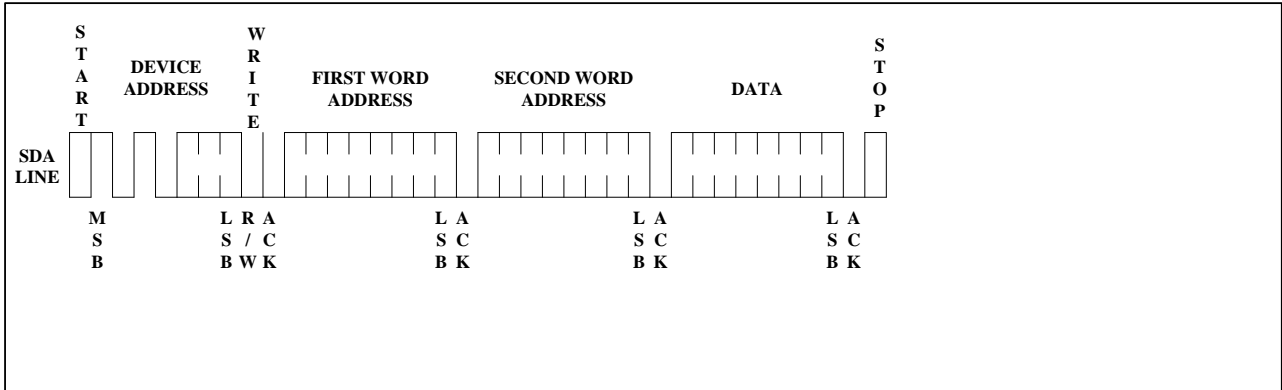 START
DEVICE
ADDRESS
WRITE
FIRST WORD
ADDRESS
SECOND WORD
ADDRESS
DATA
STOP
SDA
LINE
MSB
LSB
R/W
ACK
LSB
ACK
LSB
ACK
LSB
ACK